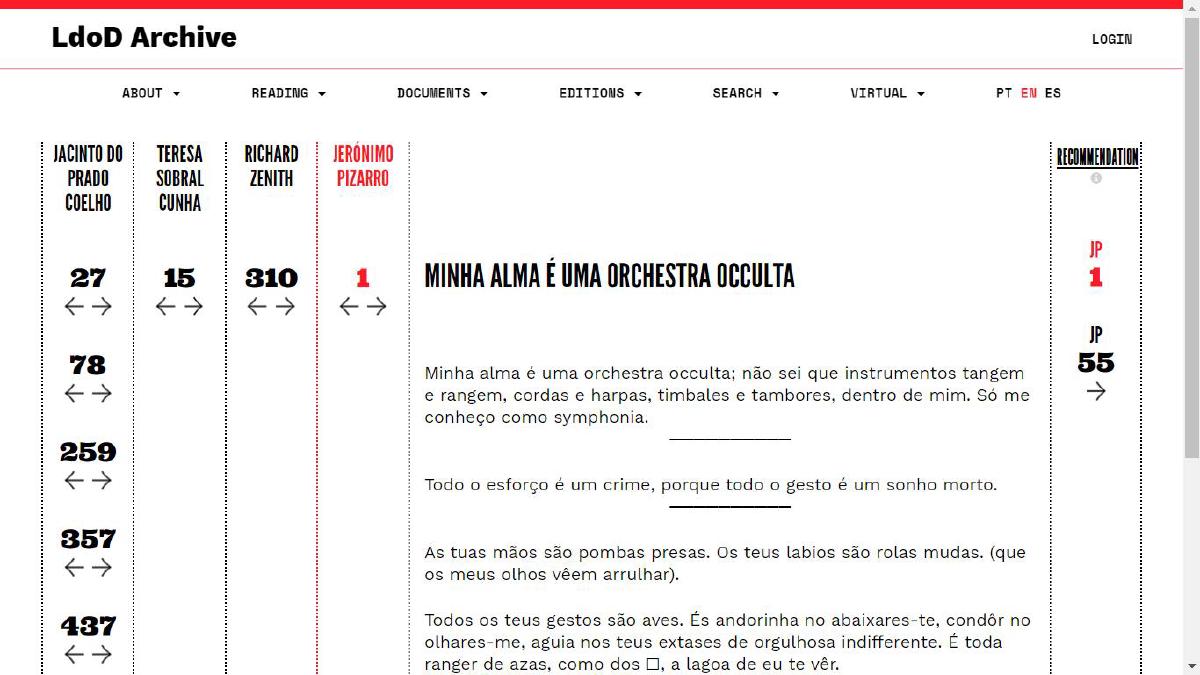 LdoD Archive
LOGIN
ABOUT
READING
DOCUMENTS
EDITIONS
SEARCH
VIRTUAL
PT EN ES
JACINTO DO
PRADO
COELHO
TERESA
SOBRAL
CUNHA
RICHARD
ZENITH
JERÓNIMO
PIZARRO
RECOMMENDATION
27
15
310
1
78
259
357
437
MINHA ALMA É UMA ORCHESTRA OCCULTA
Minha alma é uma orchestra occulta; não sei que instrumentos tangem
e rangem, cordas e harpas, timbales e tambores, dentro de mim. Só me
conheço como symphonia.
Todo o esforço é um crime, porque todo o gesto é um sonho morto.
As tuas mãos são pombas presas. Os teus labios são rolas mudas. (que
os meus olhos vêem arrulhar).
Todos os teus gestos são aves. És andorinha no abaixares-te, condôr no
olhares-me, aguia nos teus extases de orgulhosa indifferente. É toda
ranger de azas, como dos □, a lagoa de eu te vêr.
JP
1
JP
55